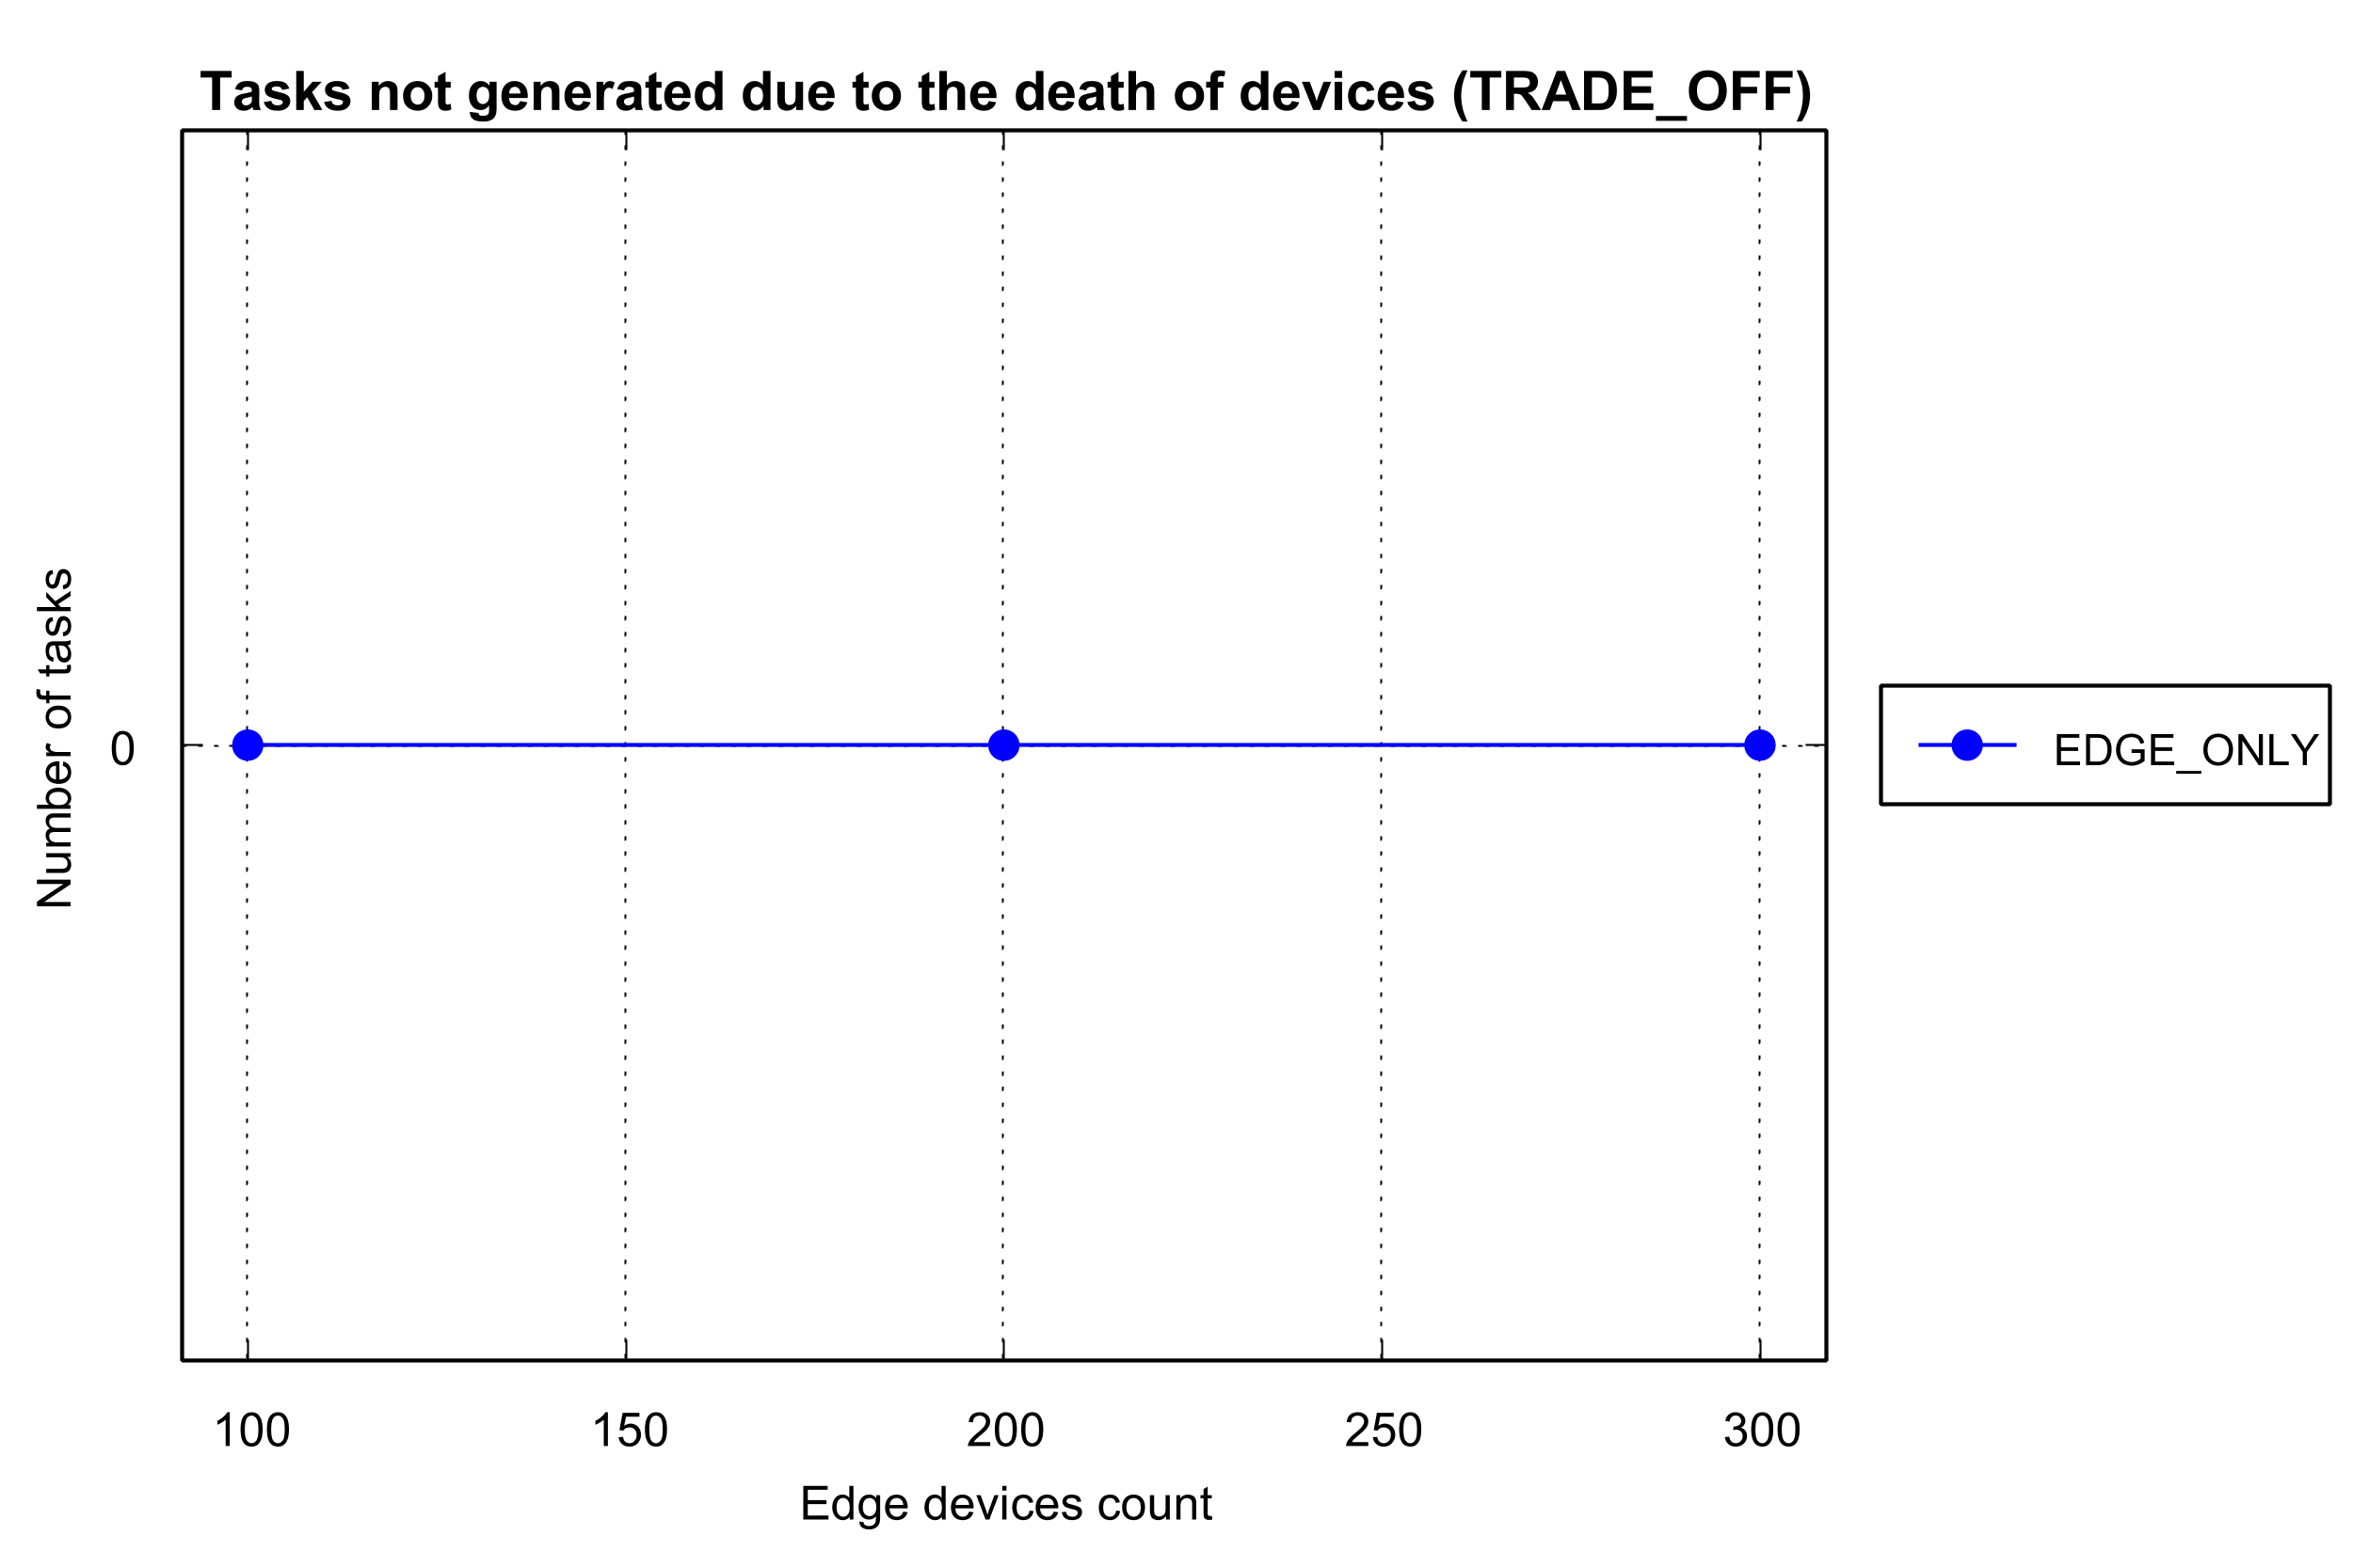 Tasks not generated due to the death of devices (TRADE_OFF)
Number of tasks
0
EDGE_ONLY
100 150 200 250 300
Edge devices count